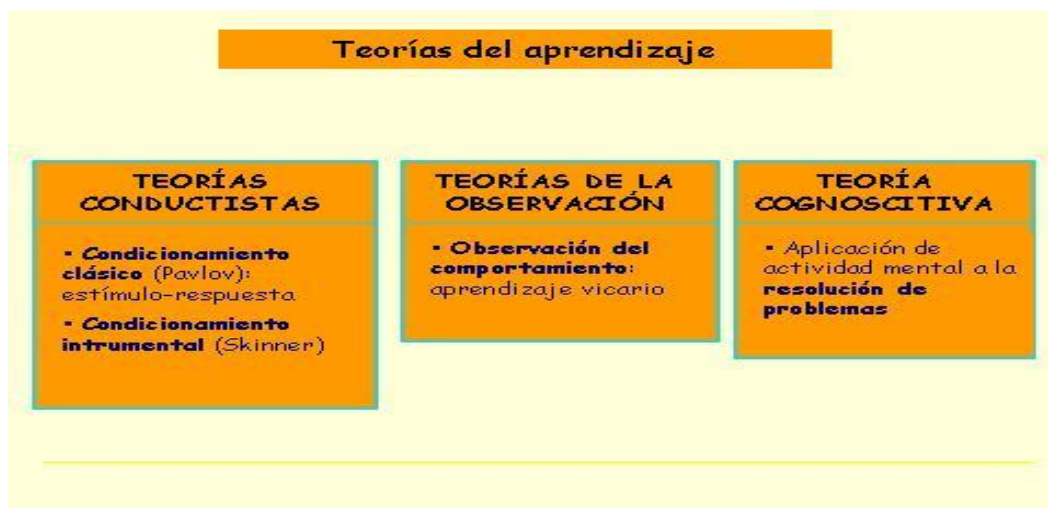 Teorías del aprendizaje
TEORÍAS
CONDUCTISTAS
▪ Condicionamiento
clásico (Pavlov):
estímulo-respuesta
▪ Condicionamiento
intrumental (Skinner)
TEORÍAS DE LA
OBSERVACIÓN
▪ Observación del
comportamiento:
aprendizaje vicario
TEORÍA
COGNOSCITIVA
▪ Aplicación de
actividad mental a la
resolución de
problemas